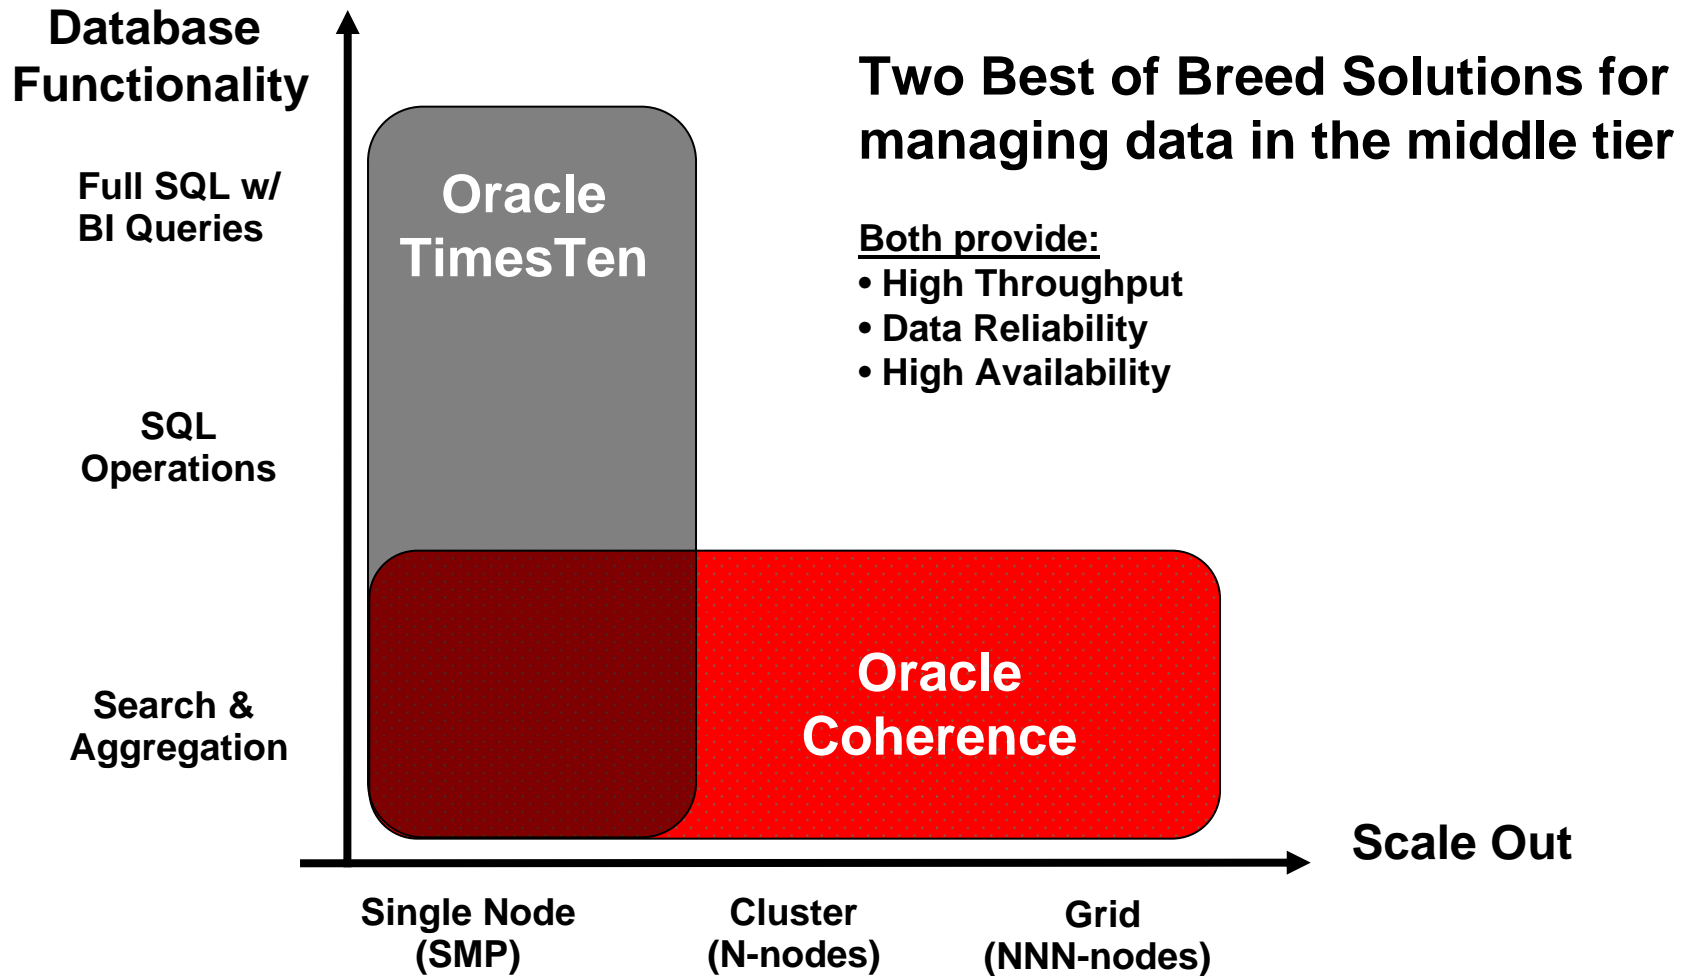 Database
Functionality
Two Best of Breed Solutions for
managing data in the middle tier
Both provide:
• High Throughput
• Data Reliability
• High Availability
Full SQL w/
BI Queries
SQL
Operations
Search &
Aggregation
Oracle
TimesTen
Oracle
Coherence
Scale Out
Single Node
(SMP)
Cluster
(N-nodes)
Grid
(NNN-nodes)